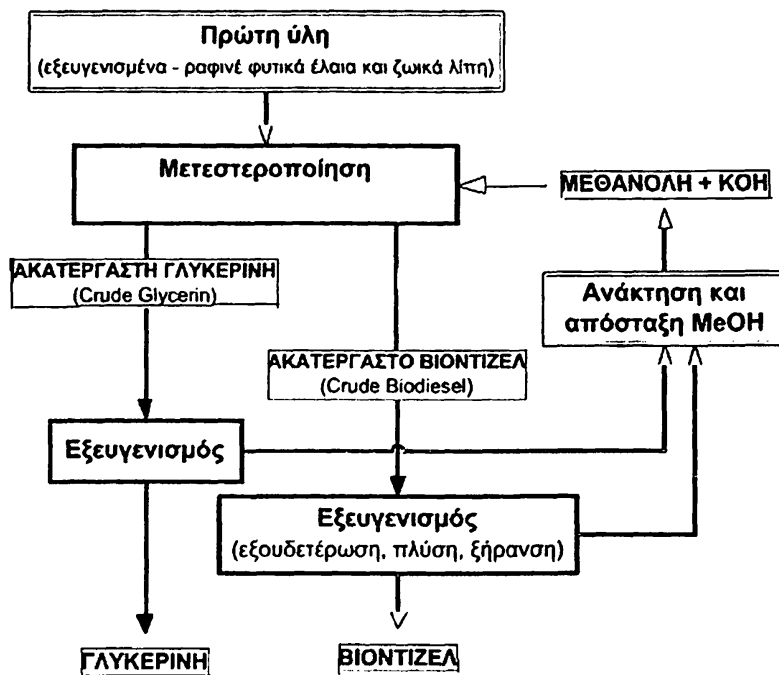 Πρώτη ύλη
(εξευγενισμένα - ραφινέ φυτικά έλαια και ζωικά λίπη)
Μετεστεροποίηση
ΜΕΘΑΝΟΛΗ + ΚΟΗ
ΑΚΑΤΕΡΓΑΣΤΗ ΓΛΥΚΕΡΙΝΗ
(Crude Glycerin)
Ανάκτηση και
απόσταξη MeOH
ΑΚΑΤΕΡΓΑΣΤΟ ΒΙΟΝΤΙΖΕΛ
(Crude Biodiesel)
Εξευγενισμός
Εξευγενισμός
(εξουδετέρωση, πλύση, ξήρανση)
ΓΛΥΚΕΡΙΝΗ
ΒΙΟΝΤΙΖΕΛ